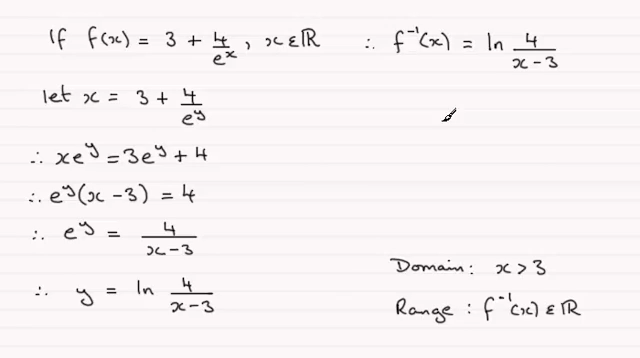 If f(x) = 3 + 4/e^x, x ∈ ℝ
let x = 3 + 4/e^y
∴ xe^y = 3e^y + 4
∴ e^y(x − 3) = 4
∴ e^y = 4/(x − 3)
∴ y = ln 4/(x − 3)
∴ f⁻¹(x) = ln 4/(x − 3)
Domain: x > 3
Range: f⁻¹(x) ∈ ℝ